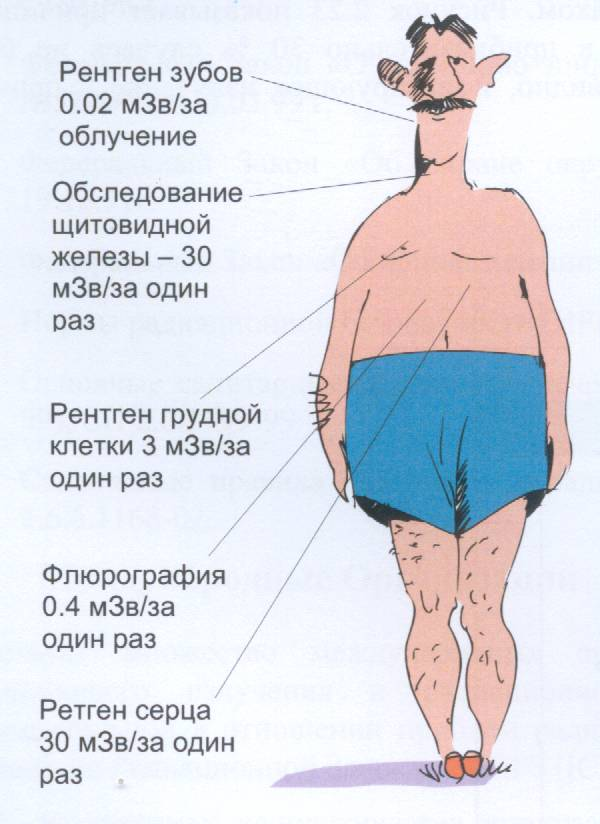 Рентген зубов
0.02 мЗв/за
облучение
Обследование
щитовидной
железы – 30
мЗв/за один
раз
Рентген грудной
клетки 3 мЗв/за
один раз
Флюрография
0.4 мЗв/за
один раз
Ретген серца
30 мЗв/за один
раз